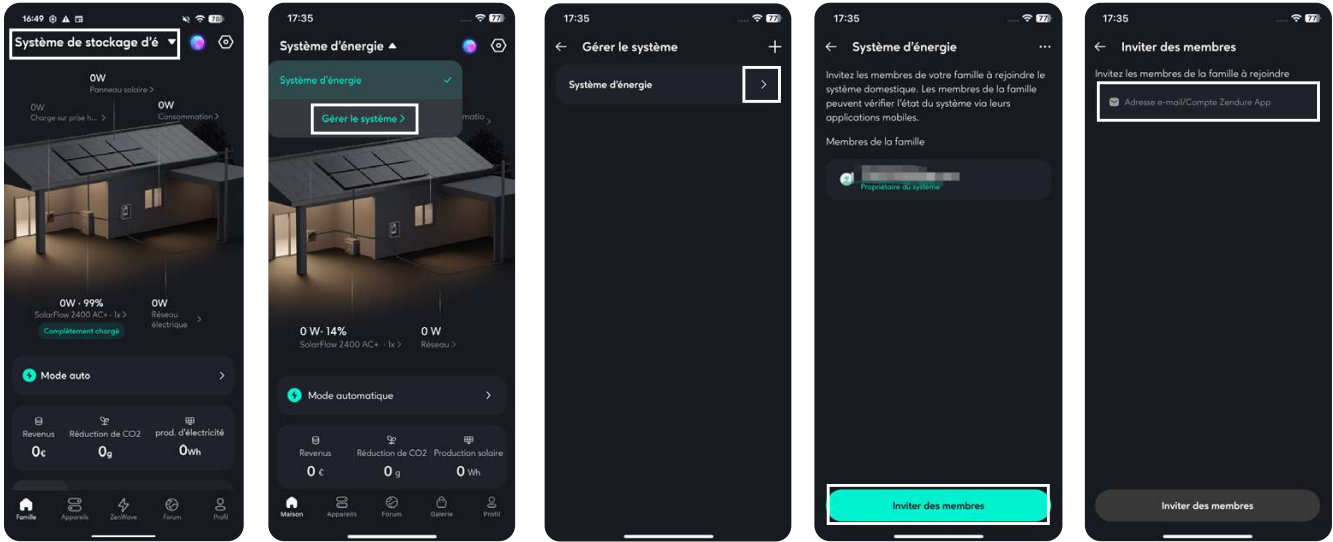 16:49
70
Système de stockage d'é
0W
Panneau solaire >
0W
Charge sur prise h... >
0W
Consommation >
0W · 99%
SolarFlow 2400 AC+ · 1x >
Complètement chargé
0W
Réseau
électrique >
Mode auto
Revenus
0€
Réduction de CO2
0g
prod. d'électricité
0Wh
Famille
Appareils
ZenWave
Forum
Profil
17:35
77
Système d'énergie
Système d'énergie
Gérer le système >
matio >
0 W· 14%
SolarFlow 2400 AC+ · 1x >
0 W
Réseau >
Mode automatique
Revenus
0 €
Réduction de CO2
0 g
Production solaire
0 Wh
Maison
Appareils
Forum
Galerie
Profil
17:35
77
Gérer le système
Système d'énergie
17:35
77
Système d'énergie
Invitez les membres de votre famille à rejoindre le
système domestique. Les membres de la famille
peuvent vérifier l'état du système via leurs
applications mobiles.
Membres de la famille
Propriétaire du système
Inviter des membres
17:35
77
Inviter des membres
Invitez les membres de la famille à rejoindre
Adresse e-mail/Compte Zendure App
Inviter des membres